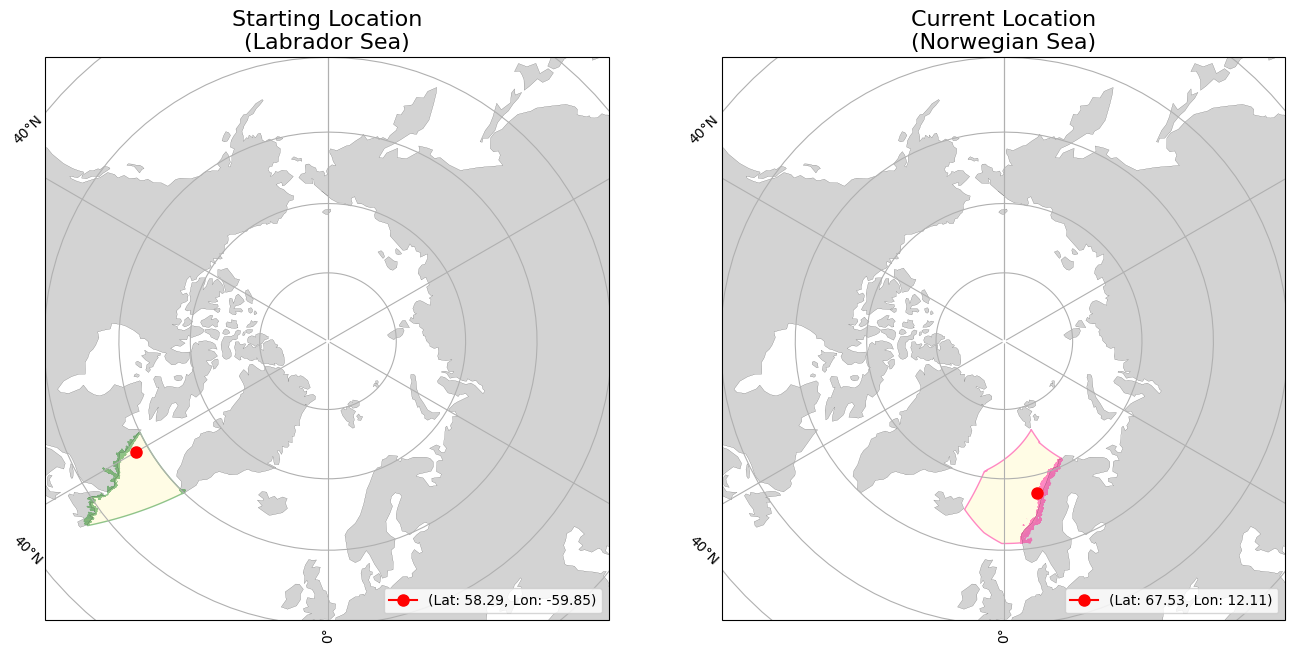 Starting Location
(Labrador Sea)
40°N
40°N
0°
(Lat: 58.29, Lon: -59.85)
Current Location
(Norwegian Sea)
40°N
40°N
0°
(Lat: 67.53, Lon: 12.11)